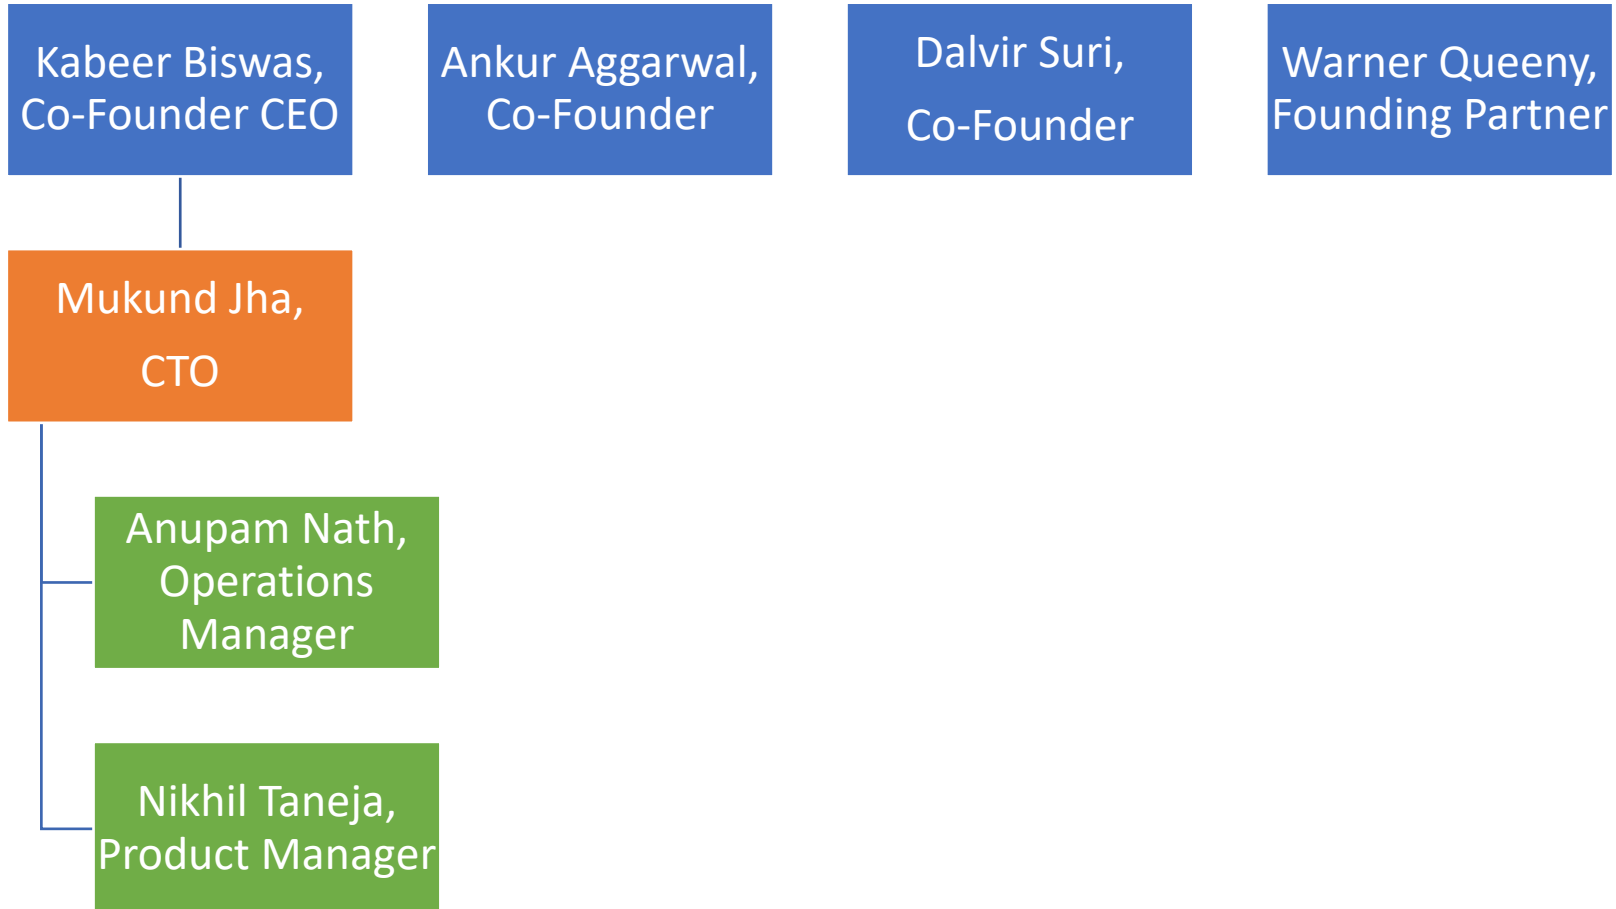 Kabeer Biswas,
Co-Founder CEO
Ankur Aggarwal,
Co-Founder
Dalvir Suri,
Co-Founder
Warner Queeny,
Founding Partner
Mukund Jha,
CTO
Anupam Nath,
Operations
Manager
Nikhil Taneja,
Product Manager